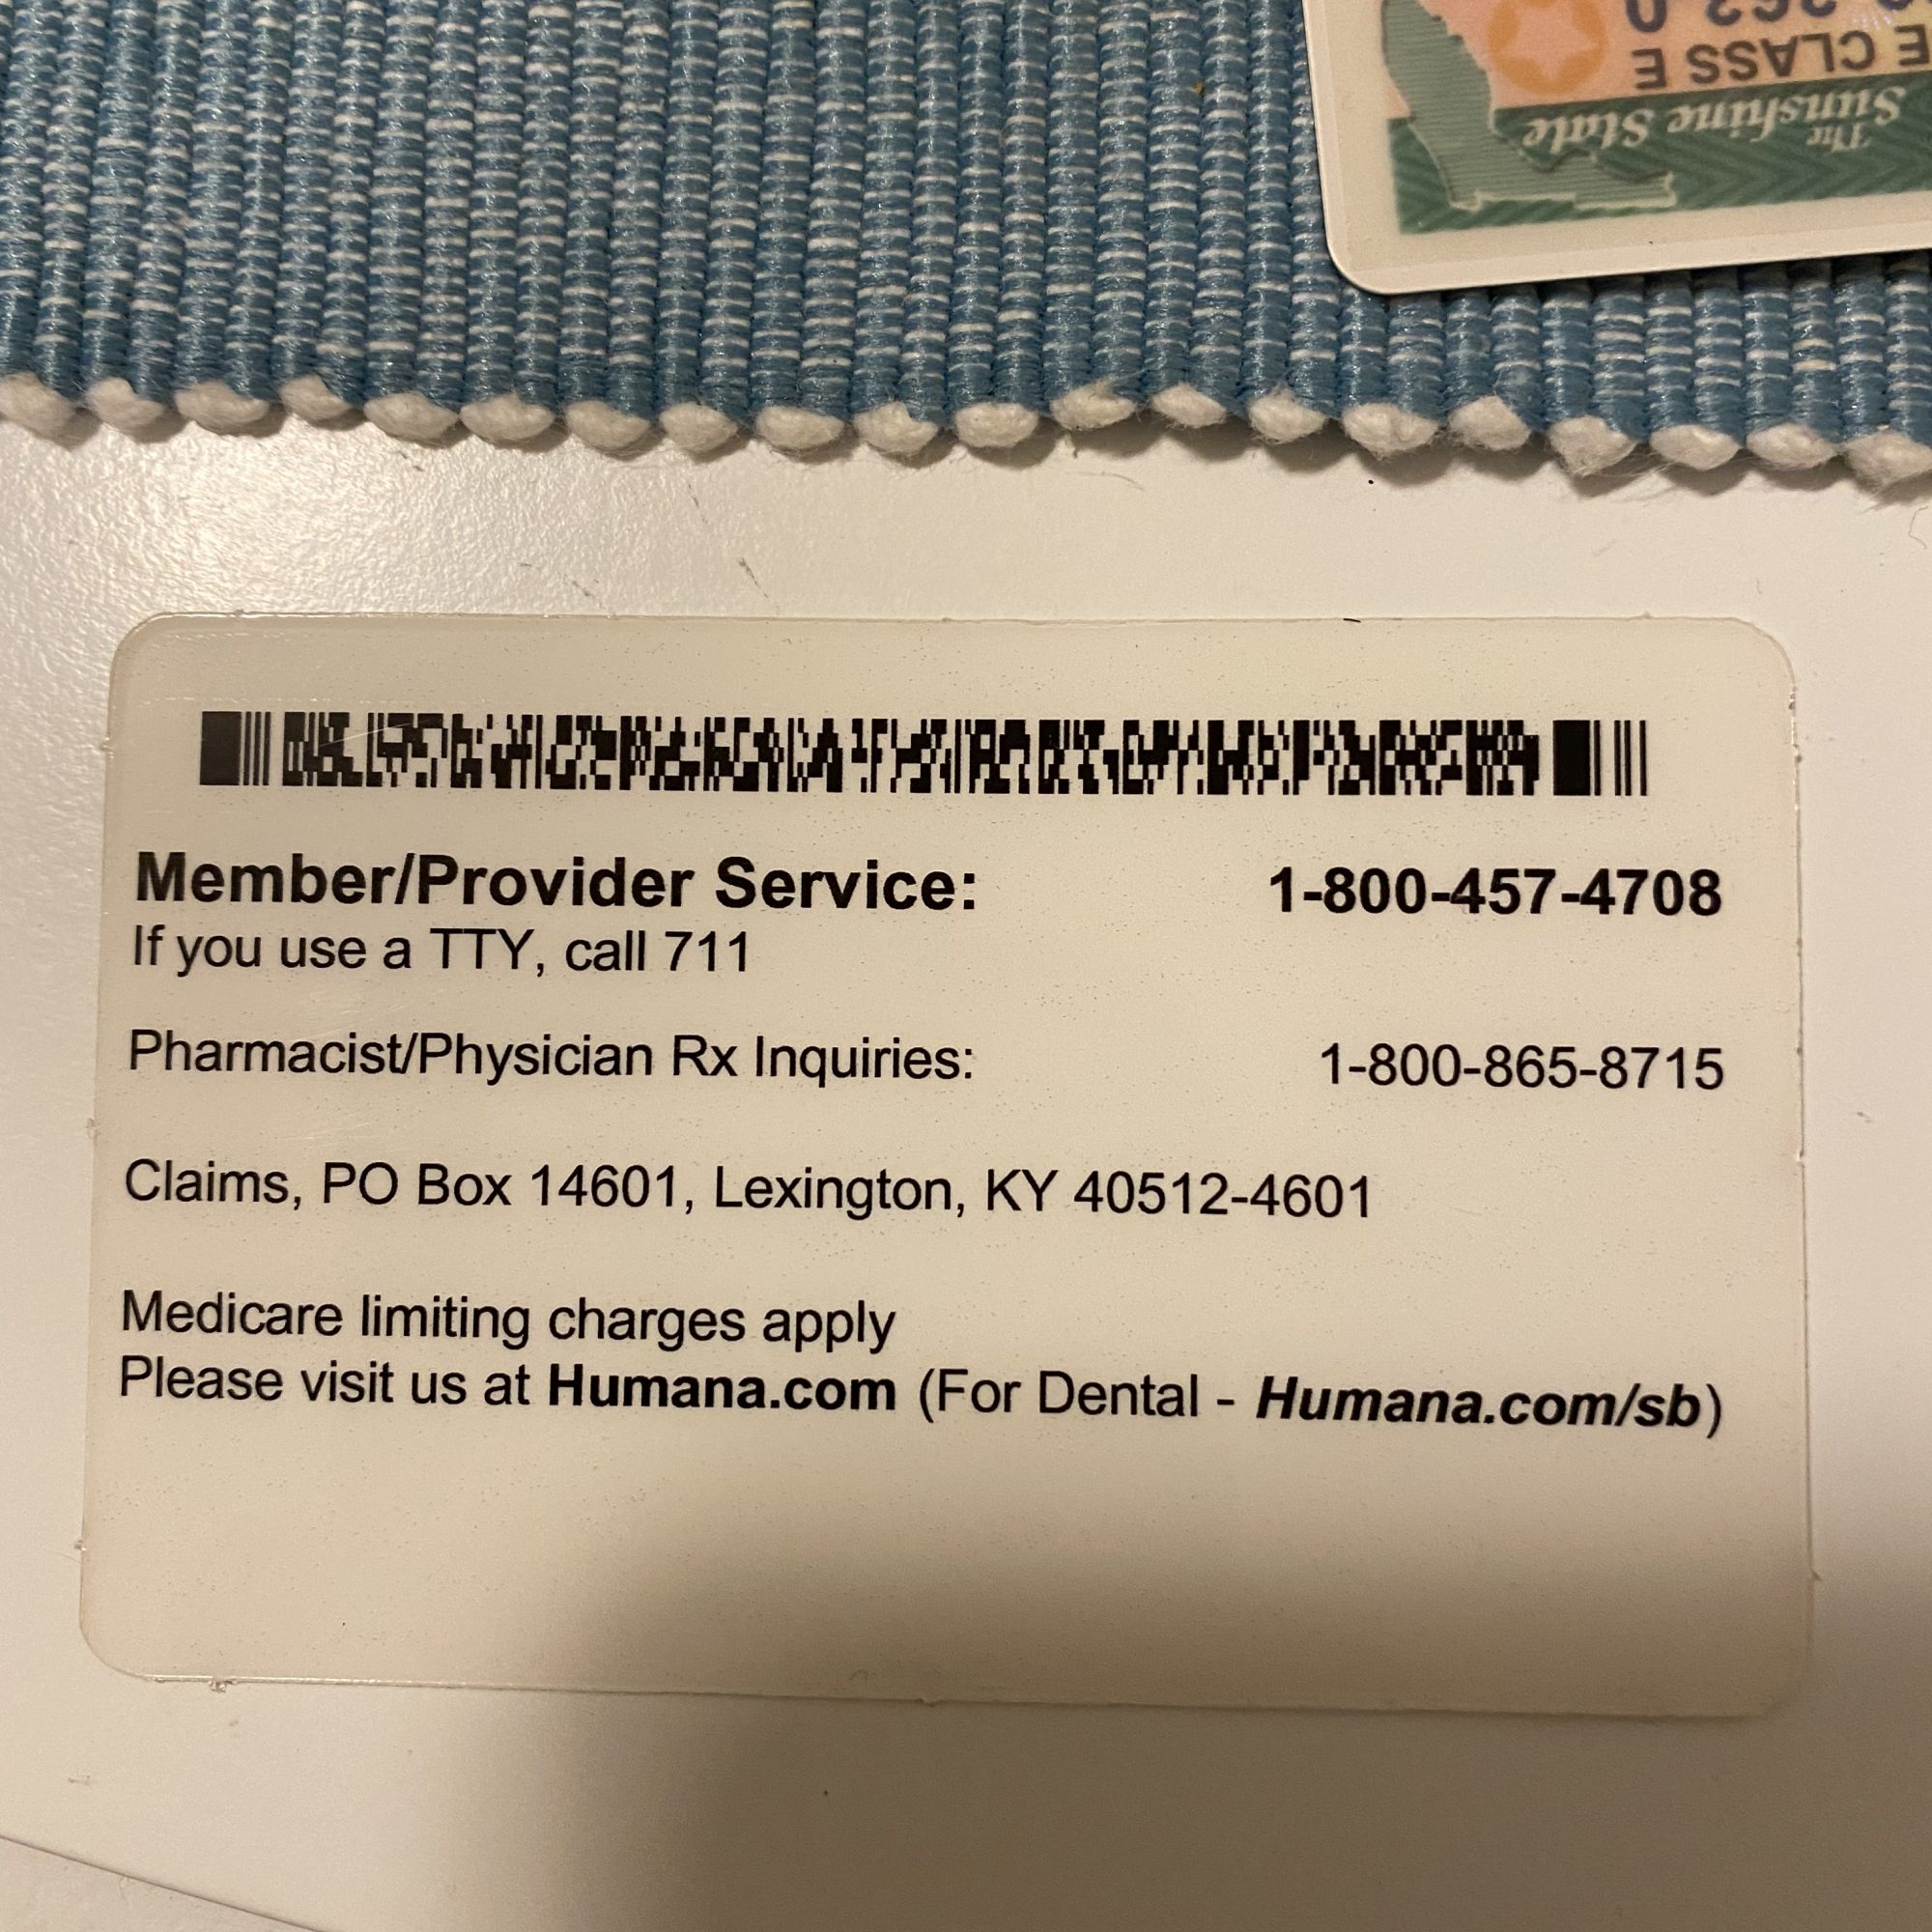 The
Sunshine State
E CLASS E
Member/Provider Service: 1-800-457-4708
If you use a TTY, call 711
Pharmacist/Physician Rx Inquiries: 1-800-865-8715
Claims, PO Box 14601, Lexington, KY 40512-4601
Medicare limiting charges apply
Please visit us at Humana.com (For Dental - Humana.com/sb)